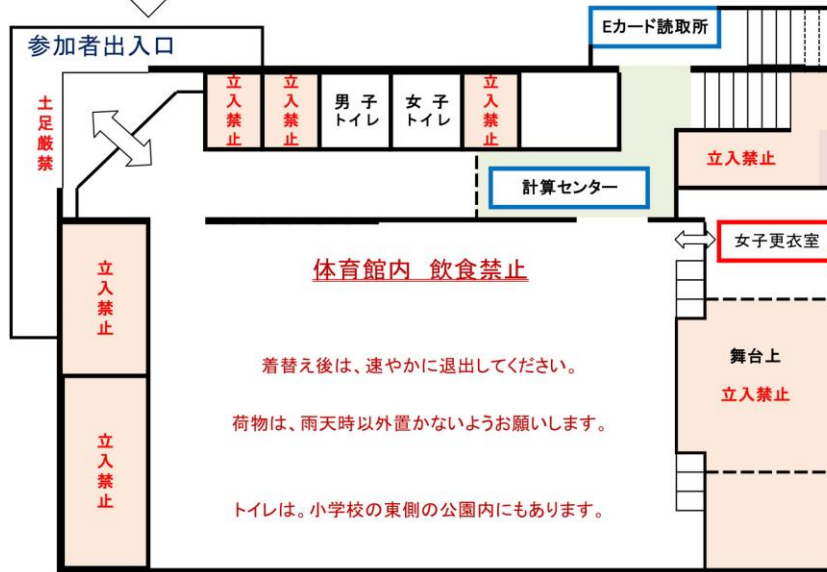 Eカード読取所
参加者出入口
土足厳禁
立入禁止
立入禁止
男子
トイレ
女子
トイレ
立入禁止
立入禁止
計算センター
女子更衣室
立入禁止
体育館内 飲食禁止
舞台上
立入禁止
着替え後は、速やかに退出してください。
荷物は、雨天時以外置かないようお願いします。
立入禁止
トイレは。小学校の東側の公園内にもあります。